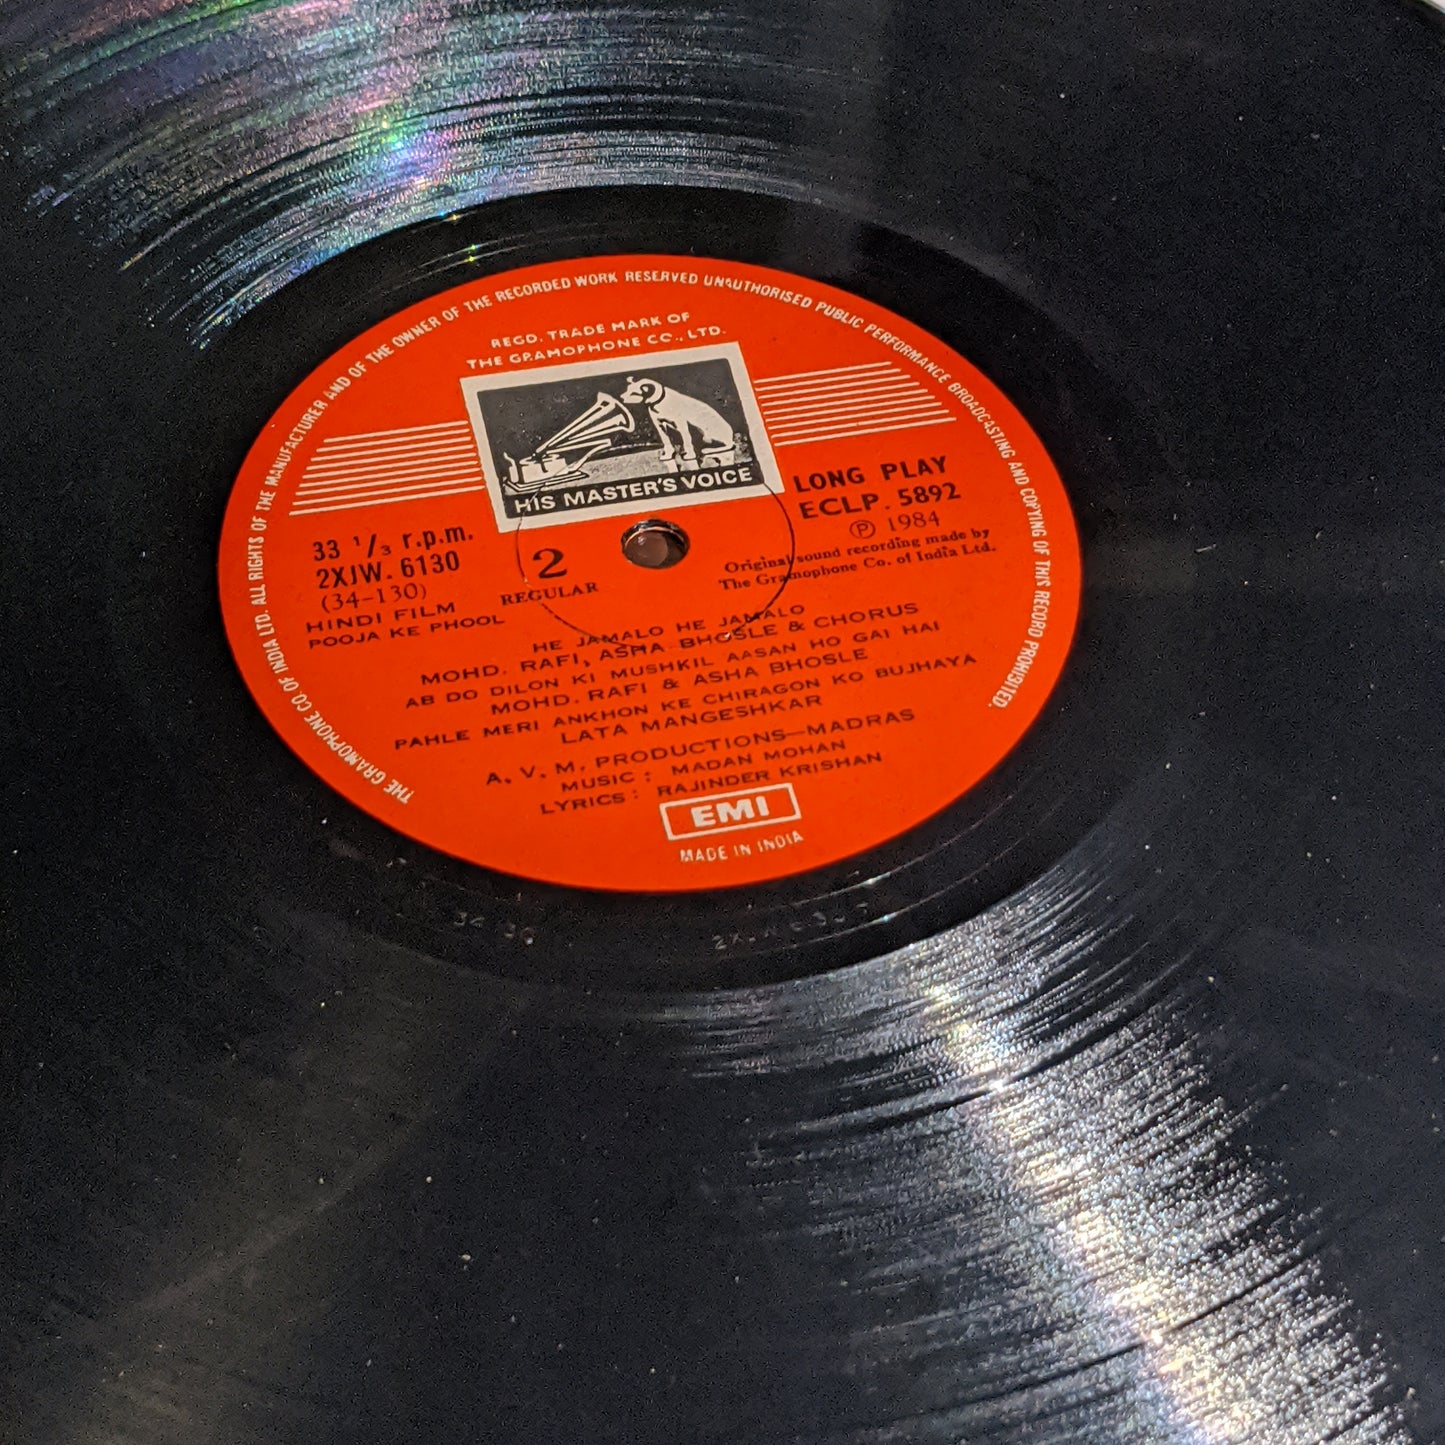 THE GRAMOPHONE CO. OF INDIA LTD. ALL RIGHTS OF THE MANUFACTURER AND OF THE OWNER OF THE RECORDED WORK RESERVED UNAUTHORISED PUBLIC PERFORMANCE BROADCASTING AND COPYING OF THIS RECORD PROHIBITED.
REGD. TRADE MARK OF
THE GRAMOPHONE CO., LTD.
HIS MASTER'S VOICE
33 1/3 r.p.m.
2XJW. 6130
(34-130)
HINDI FILM
POOJA KE PHOOL
2
REGULAR
LONG PLAY
ECLP. 5892
Ⓟ 1984
Original sound recording made by
The Gramophone Co. of India Ltd.
HE JAMALO HE JAMALO
MOHD. RAFI, ASHA BHOSLE & CHORUS
AB DO DILON KI MUSHKIL AASAN HO GAI HAI
MOHD. RAFI & ASHA BHOSLE
PAHLE MERI ANKHON KE CHIRAGON KO BUJHAYA
LATA MANGESHKAR
A. V. M. PRODUCTIONS—MADRAS
MUSIC : MADAN MOHAN
LYRICS : RAJINDER KRISHAN
EMI
MADE IN INDIA